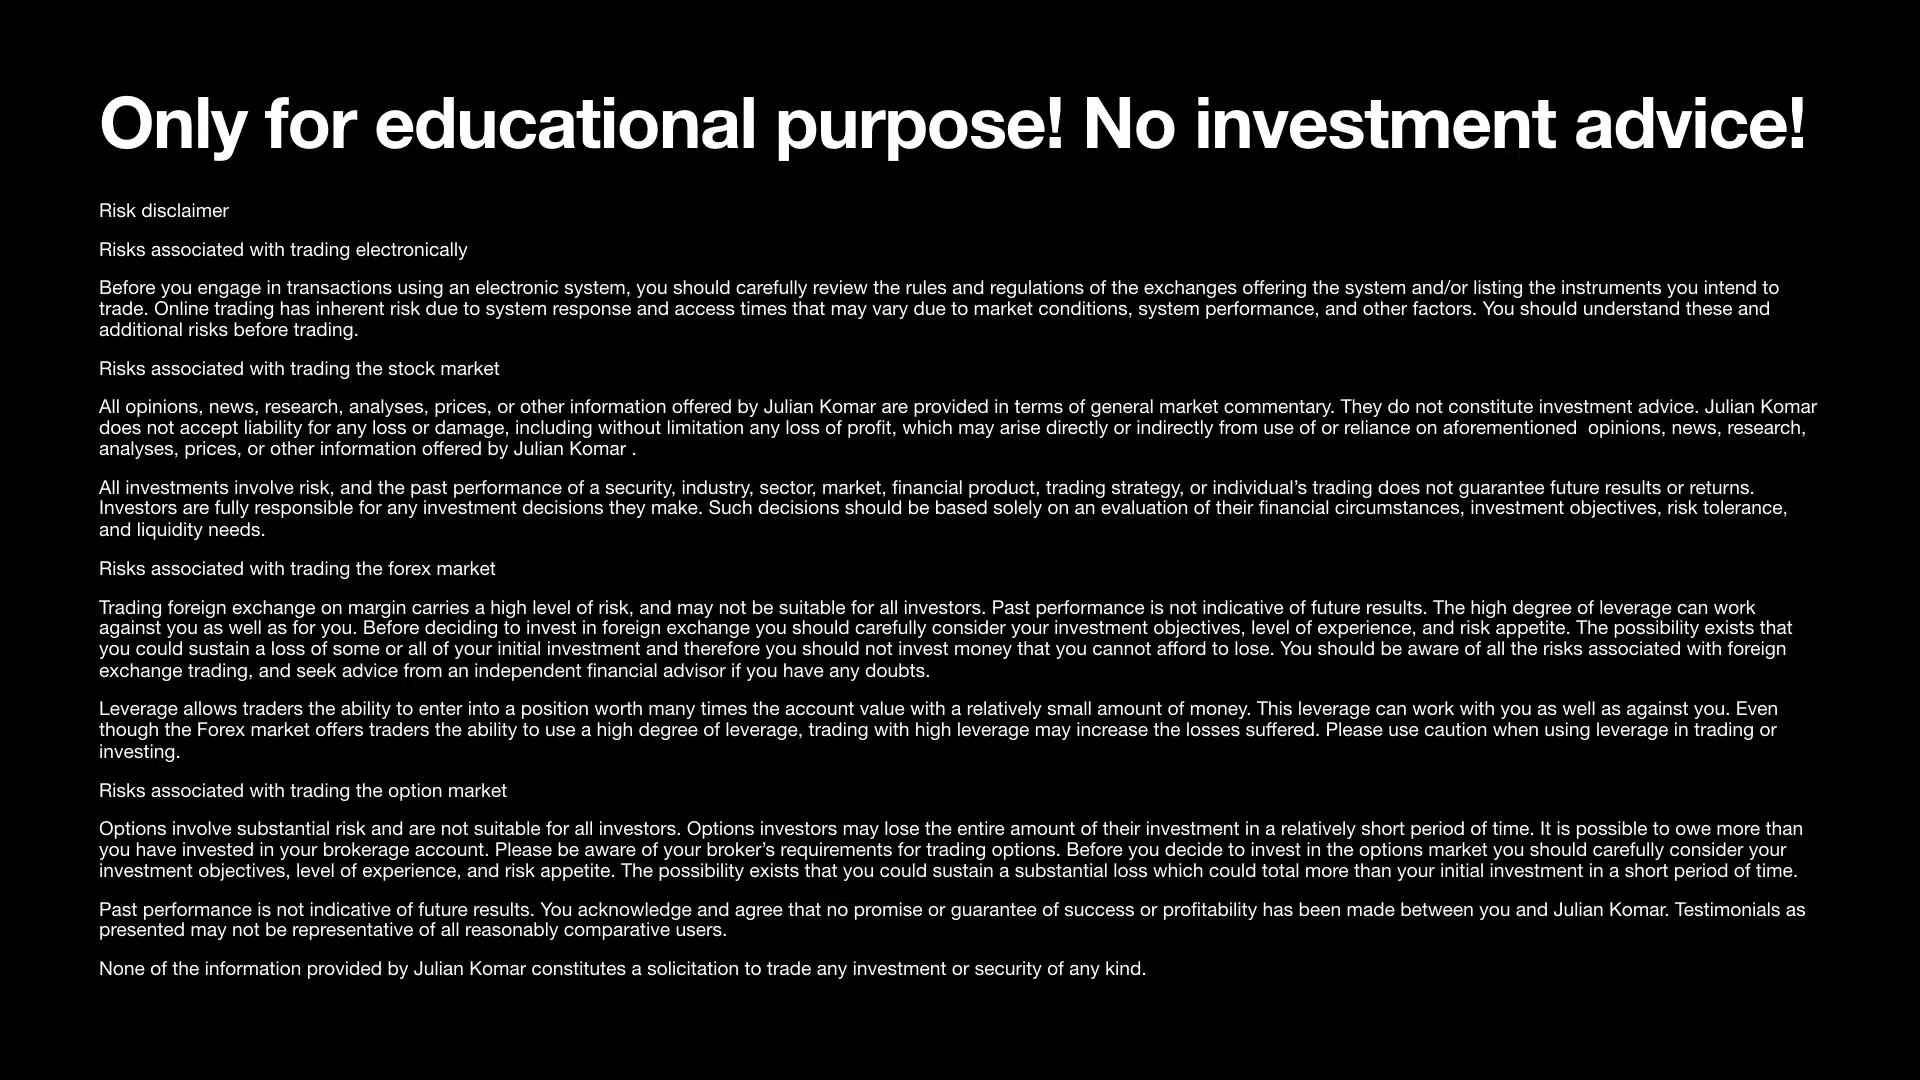 Only for educational purpose! No investment advice!
Risk disclaimer
Risks associated with trading electronically
Before you engage in transactions using an electronic system, you should carefully review the rules and regulations of the exchanges offering the system and/or listing the instruments you intend to
trade. Online trading has inherent risk due to system response and access times that may vary due to market conditions, system performance, and other factors. You should understand these and
additional risks before trading.
Risks associated with trading the stock market
All opinions, news, research, analyses, prices, or other information offered by Julian Komar are provided in terms of general market commentary. They do not constitute investment advice. Julian Komar
does not accept liability for any loss or damage, including without limitation any loss of profit, which may arise directly or indirectly from use of or reliance on aforementioned  opinions, news, research,
analyses, prices, or other information offered by Julian Komar .
All investments involve risk, and the past performance of a security, industry, sector, market, financial product, trading strategy, or individual’s trading does not guarantee future results or returns.
Investors are fully responsible for any investment decisions they make. Such decisions should be based solely on an evaluation of their financial circumstances, investment objectives, risk tolerance,
and liquidity needs.
Risks associated with trading the forex market
Trading foreign exchange on margin carries a high level of risk, and may not be suitable for all investors. Past performance is not indicative of future results. The high degree of leverage can work
against you as well as for you. Before deciding to invest in foreign exchange you should carefully consider your investment objectives, level of experience, and risk appetite. The possibility exists that
you could sustain a loss of some or all of your initial investment and therefore you should not invest money that you cannot afford to lose. You should be aware of all the risks associated with foreign
exchange trading, and seek advice from an independent financial advisor if you have any doubts.
Leverage allows traders the ability to enter into a position worth many times the account value with a relatively small amount of money. This leverage can work with you as well as against you. Even
though the Forex market offers traders the ability to use a high degree of leverage, trading with high leverage may increase the losses suffered. Please use caution when using leverage in trading or
investing.
Risks associated with trading the option market
Options involve substantial risk and are not suitable for all investors. Options investors may lose the entire amount of their investment in a relatively short period of time. It is possible to owe more than
you have invested in your brokerage account. Please be aware of your broker’s requirements for trading options. Before you decide to invest in the options market you should carefully consider your
investment objectives, level of experience, and risk appetite. The possibility exists that you could sustain a substantial loss which could total more than your initial investment in a short period of time.
Past performance is not indicative of future results. You acknowledge and agree that no promise or guarantee of success or profitability has been made between you and Julian Komar. Testimonials as
presented may not be representative of all reasonably comparative users.
None of the information provided by Julian Komar constitutes a solicitation to trade any investment or security of any kind.